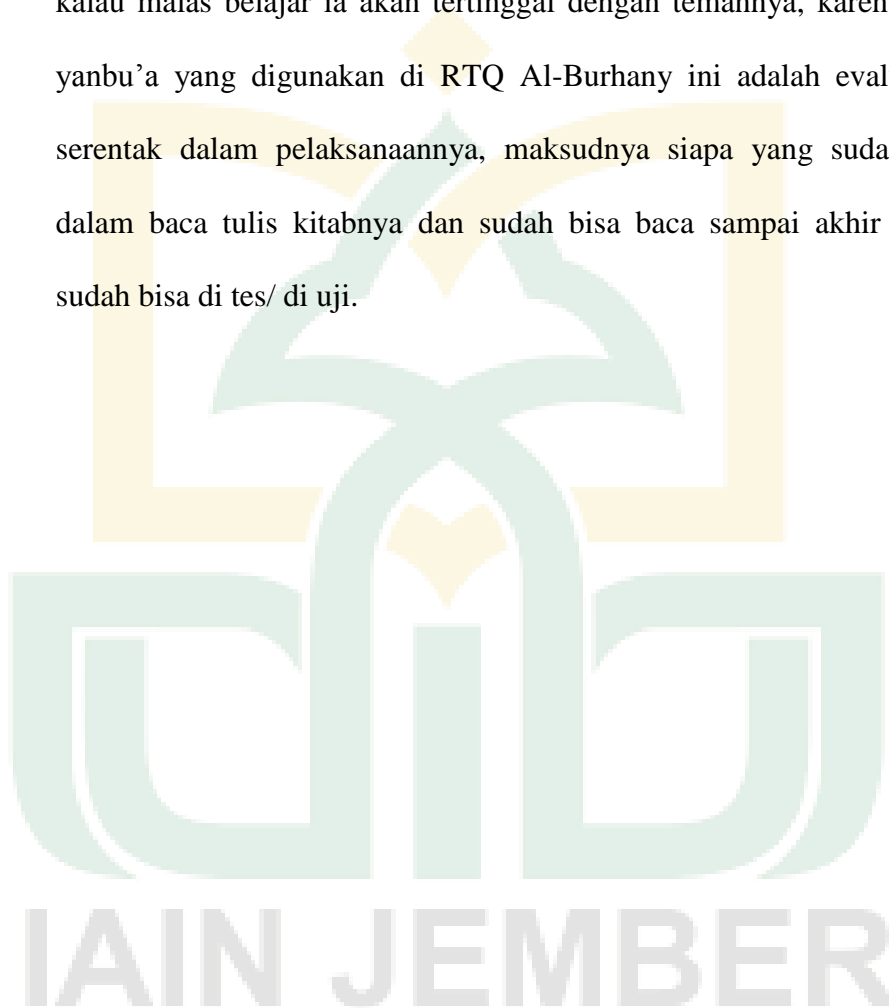 kalau malas belajar ia akan tertinggal dengan temannya, karen
yanbu’a yang digunakan di RTQ Al-Burhany ini adalah eval
serentak dalam pelaksanaannya, maksudnya siapa yang suda
dalam baca tulis kitabnya dan sudah bisa baca sampai akhir
sudah bisa di tes/ di uji.
IAIN JEMBER